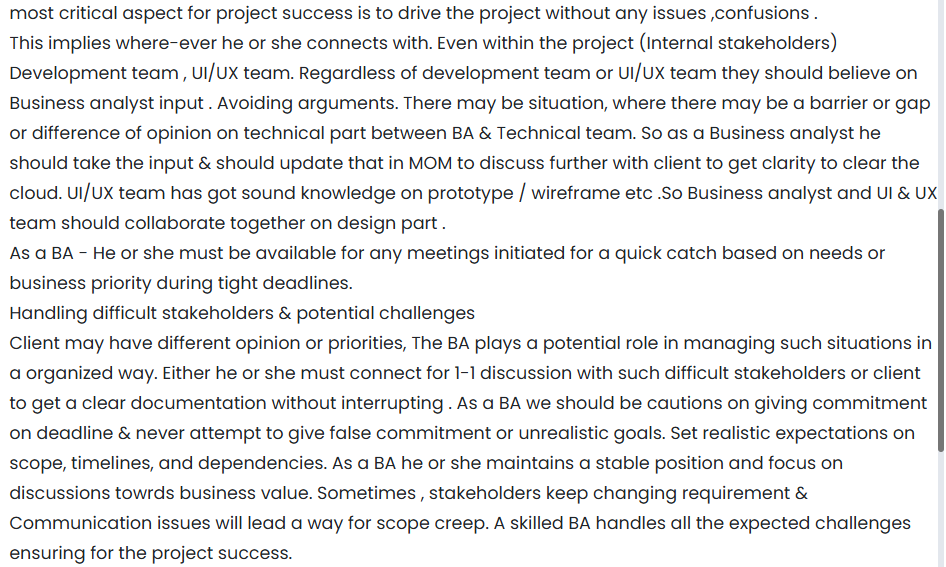 most critical aspect for project success is to drive the project without any issues ,confusions .
This implies where-ever he or she connects with. Even within the project (Internal stakeholders)
Development team , UI/UX team. Regardless of development team or UI/UX team they should believe on
Business analyst input . Avoiding arguments. There may be situation, where there may be a barrier or gap
or difference of opinion on technical part between BA & Technical team. So as a Business analyst he
should take the input & should update that in MOM to discuss further with client to get clarity to clear the
cloud. UI/UX team has got sound knowledge on prototype / wireframe etc .So Business analyst and UI & UX
team should collaborate together on design part .
As a BA - He or she must be available for any meetings initiated for a quick catch based on needs or
business priority during tight deadlines.
Handling difficult stakeholders & potential challenges
Client may have different opinion or priorities, The BA plays a potential role in managing such situations in
a organized way. Either he or she must connect for 1-1 discussion with such difficult stakeholders or client
to get a clear documentation without interrupting . As a BA we should be cautions on giving commitment
on deadline & never attempt to give false commitment or unrealistic goals. Set realistic expectations on
scope, timelines, and dependencies. As a BA he or she maintains a stable position and focus on
discussions towrds business value. Sometimes , stakeholders keep changing requirement &
Communication issues will lead a way for scope creep. A skilled BA handles all the expected challenges
ensuring for the project success.